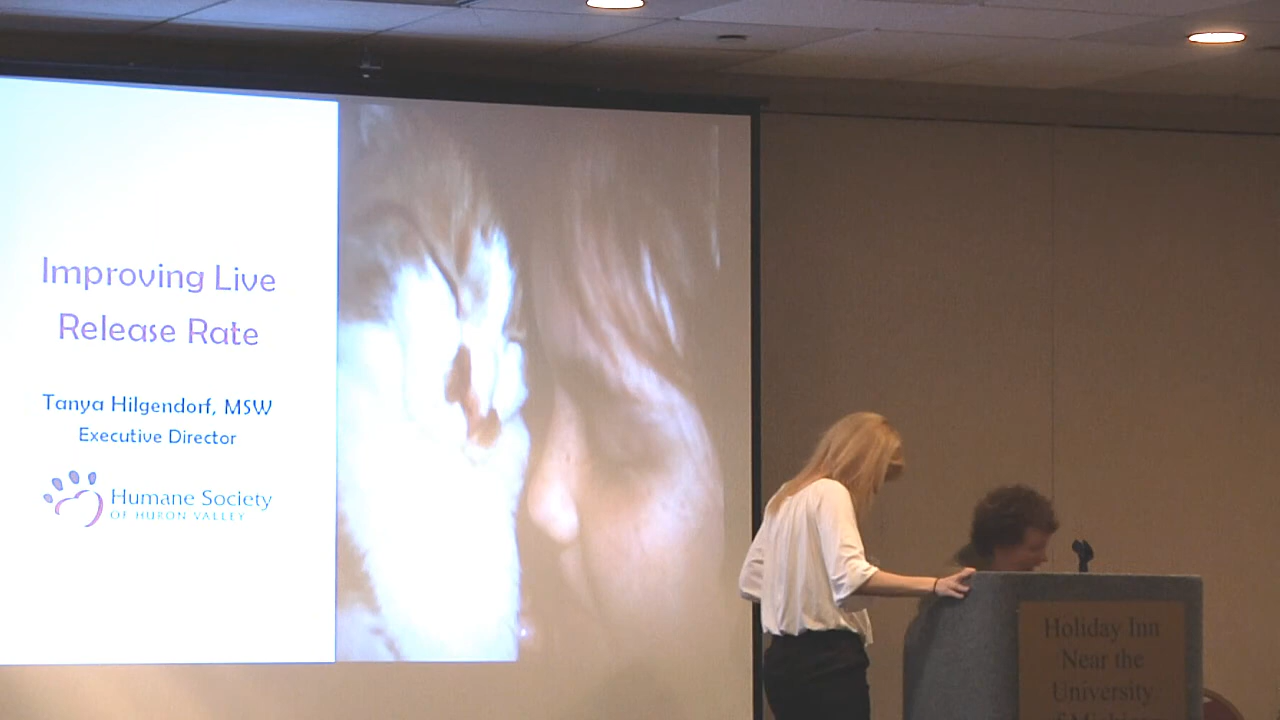 Improving Live
Release Rate
Tanya Hilgendorf, MSW
Executive Director
Humane Society
OF HURON VALLEY
Holiday Inn
Near the
University